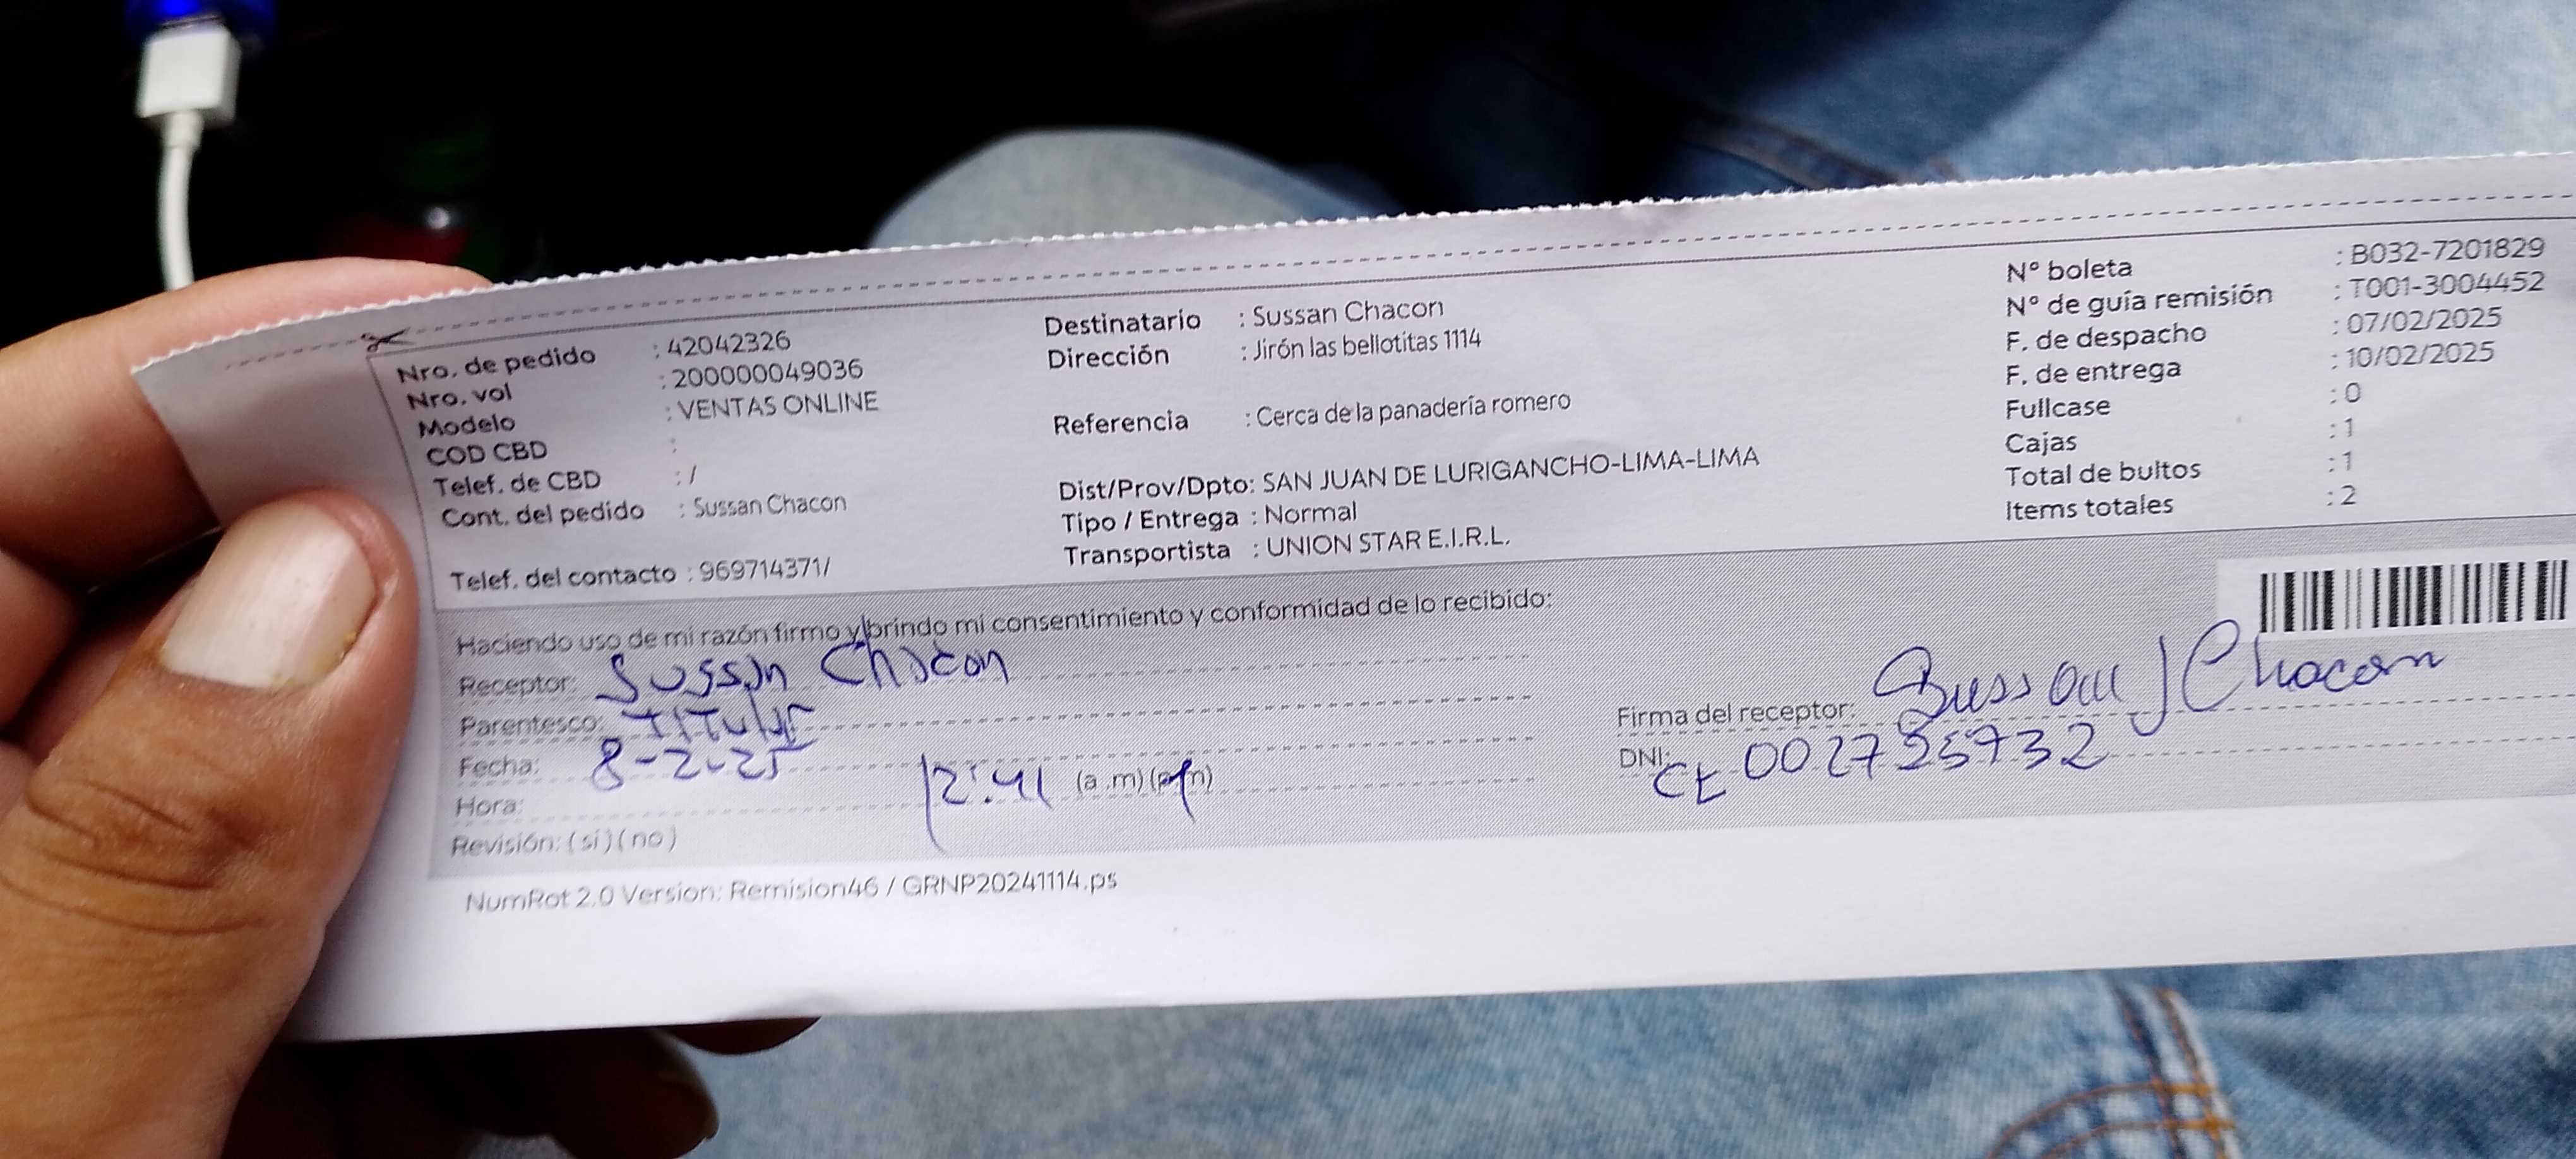 Nro. de pedido : 42042326
Nro. vol : 200000049036
Modelo : VENTAS ONLINE
COD CBD :
Telef. de CBD : /
Cont. del pedido : Sussan Chacon
Telef. del contacto : 969714371/
Destinatario : Sussan Chacon
Dirección : Jirón las bellotitas 1114
Referencia : Cerca de la panadería romero
Dist/Prov/Dpto: SAN JUAN DE LURIGANCHO-LIMA-LIMA
Tipo / Entrega : Normal
Transportista : UNION STAR E.I.R.L.
N° boleta : B032-7201829
N° de guía remisión : T001-3004452
F. de despacho : 07/02/2025
F. de entrega : 10/02/2025
Fullcase : 0
Cajas : 1
Total de bultos : 1
Items totales : 2
Haciendo uso de mi razón firmo y brindo mi consentimiento y conformidad de lo recibido:
Receptor: Sussan Chacon
Parentesco:
Fecha: 8-2-25
Hora: 12:41 (a.m) (p.m)
Revisión: (si) (no)
Firma del receptor: Sussan J Chacon
DNI: CE 002725732
NumRot 2.0 Version: Remision46 / GRNP20241114.ps